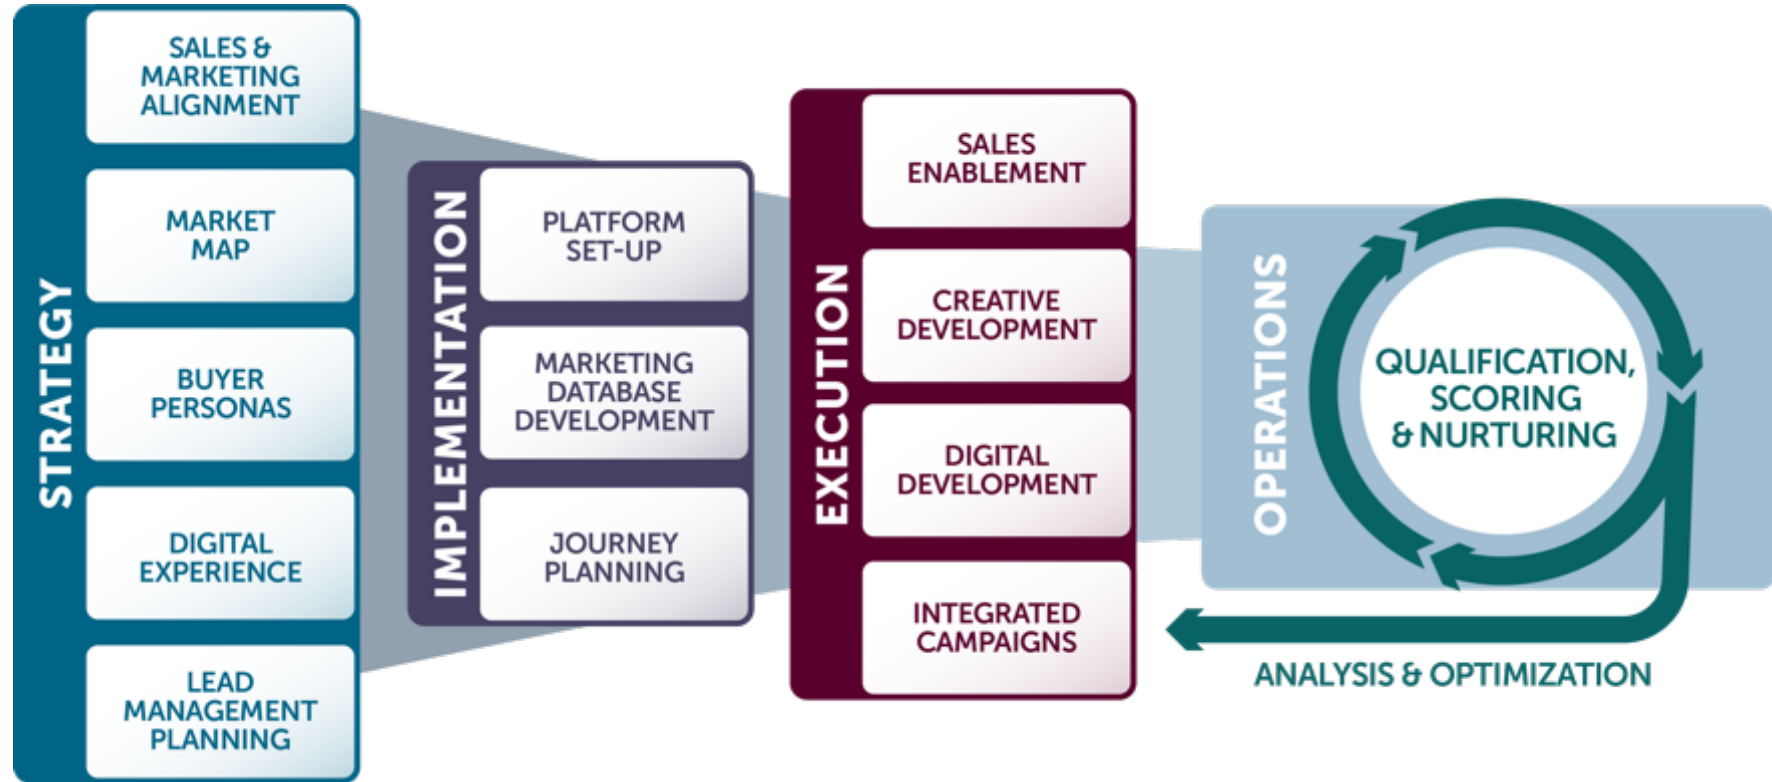 STRATEGY
SALES &
MARKETING
ALIGNMENT
MARKET
MAP
BUYER
PERSONAS
DIGITAL
EXPERIENCE
LEAD
MANAGEMENT
PLANNING
IMPLEMENTATION
PLATFORM
SET-UP
MARKETING
DATABASE
DEVELOPMENT
JOURNEY
PLANNING
EXECUTION
SALES
ENABLEMENT
CREATIVE
DEVELOPMENT
DIGITAL
DEVELOPMENT
INTEGRATED
CAMPAIGNS
OPERATIONS
QUALIFICATION,
SCORING
& NURTURING
ANALYSIS & OPTIMIZATION